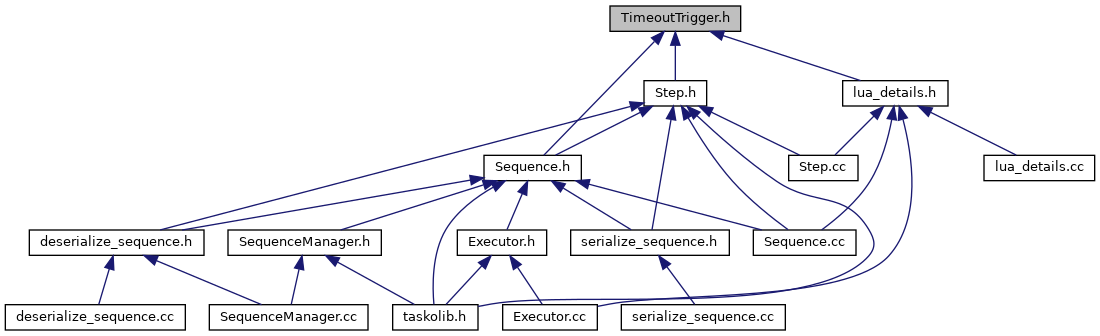 TimeoutTrigger.h
Step.h
lua_details.h
Sequence.h
Step.cc
lua_details.cc
deserialize_sequence.h
SequenceManager.h
Executor.h
serialize_sequence.h
Sequence.cc
deserialize_sequence.cc
SequenceManager.cc
taskolib.h
Executor.cc
serialize_sequence.cc